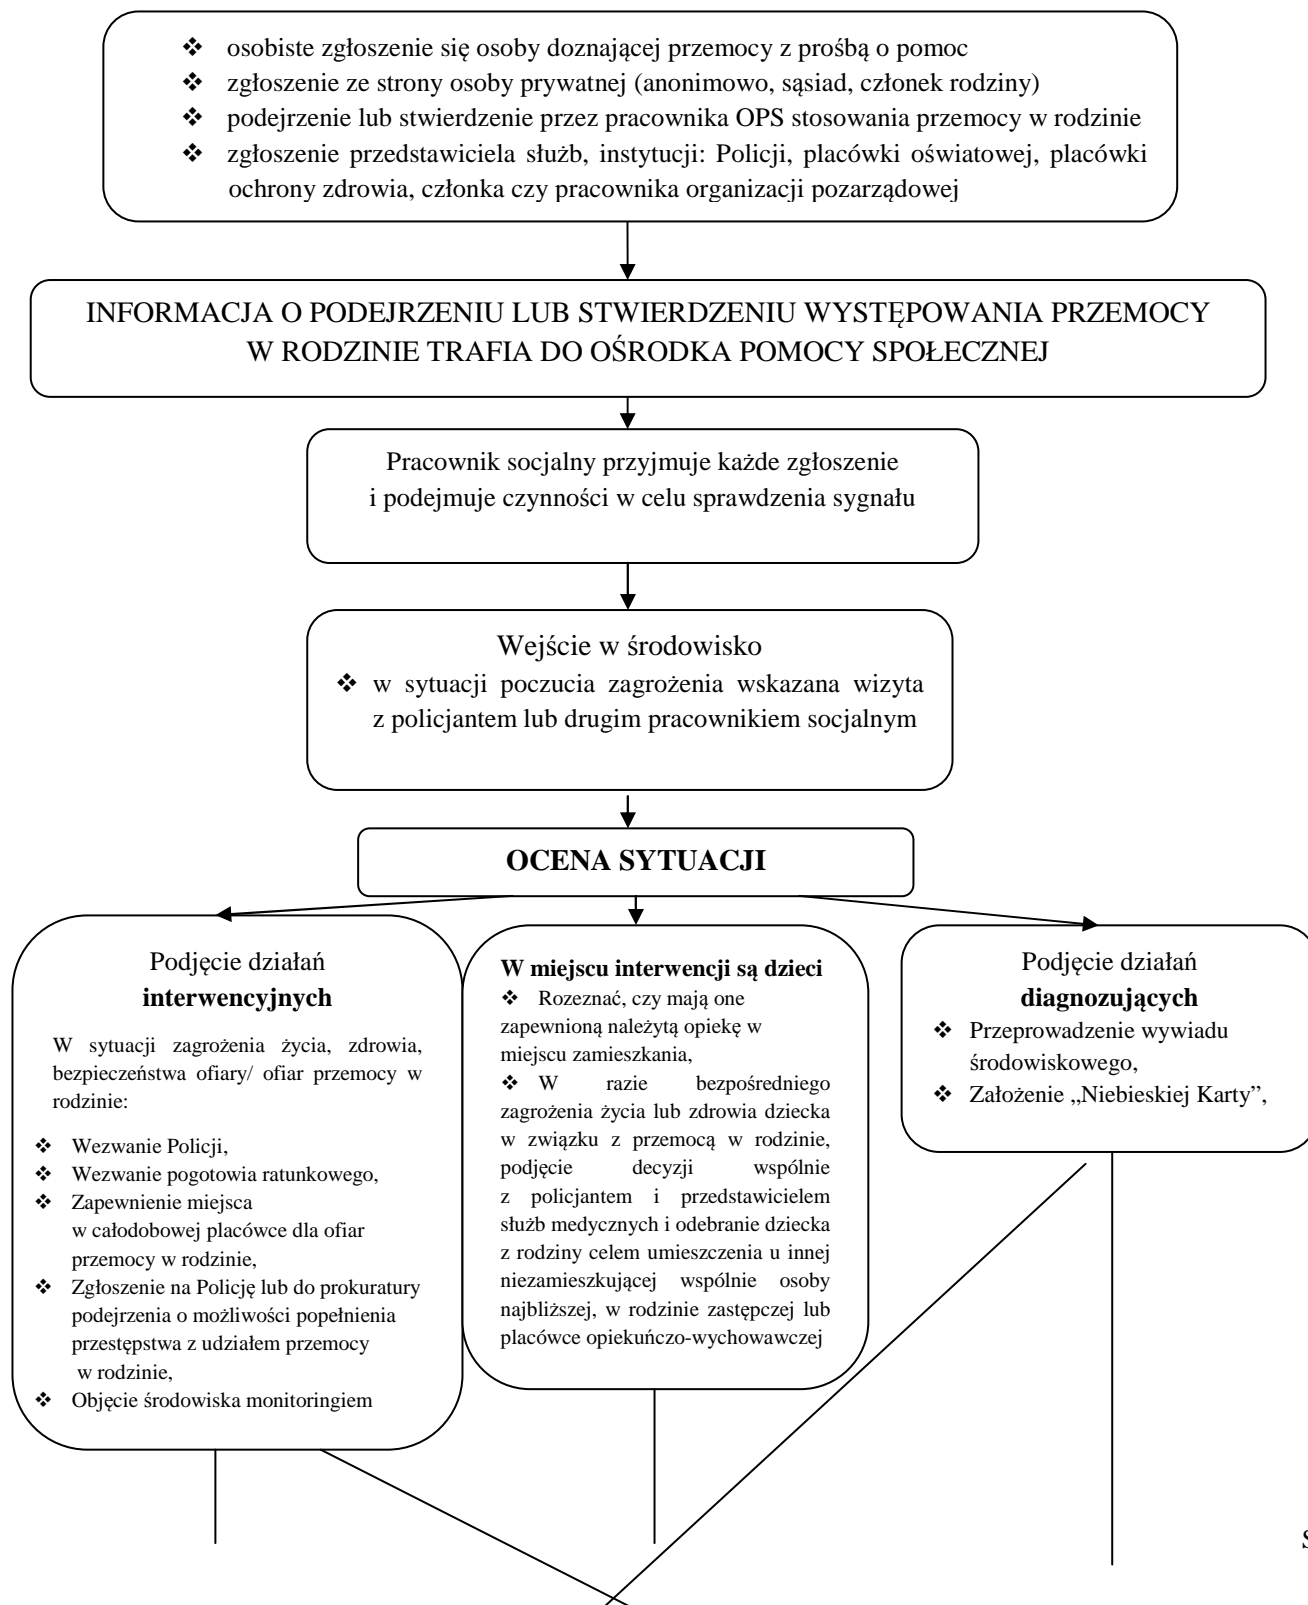 ❖ osobiste zgłoszenie się osoby doznającej przemocy z prośbą o pomoc
❖ zgłoszenie ze strony osoby prywatnej (anonimowo, sąsiad, członek rodziny)
❖ podejrzenie lub stwierdzenie przez pracownika OPS stosowania przemocy w rodzinie
❖ zgłoszenie przedstawiciela służb, instytucji: Policji, placówki oświatowej, placówki
ochrony zdrowia, członka czy pracownika organizacji pozarządowej
INFORMACJA O PODEJRZENIU LUB STWIERDZENIU WYSTĘPOWANIA PRZEMOCY
W RODZINIE TRAFIA DO OŚRODKA POMOCY SPOŁECZNEJ
Pracownik socjalny przyjmuje każde zgłoszenie
i podejmuje czynności w celu sprawdzenia sygnału
Wejście w środowisko
❖ w sytuacji poczucia zagrożenia wskazana wizyta
z policjantem lub drugim pracownikiem socjalnym
OCENA SYTUACJI
Podjęcie działań
interwencyjnych
W sytuacji zagrożenia życia, zdrowia,
bezpieczeństwa ofiary/ ofiar przemocy w
rodzinie:
❖ Wezwanie Policji,
❖ Wezwanie pogotowia ratunkowego,
❖ Zapewnienie miejsca
w całodobowej placówce dla ofiar
przemocy w rodzinie,
❖ Zgłoszenie na Policję lub do prokuratury
podejrzenia o możliwości popełnienia
przestępstwa z udziałem przemocy
w rodzinie,
❖ Objęcie środowiska monitoringiem
W miejscu interwencji są dzieci
❖ Rozeznać, czy mają one
zapewnioną należytą opiekę w
miejscu zamieszkania,
❖ W razie bezpośredniego
zagrożenia życia lub zdrowia dziecka
w związku z przemocą w rodzinie,
podjęcie decyzji wspólnie
z policjantem i przedstawicielem
służb medycznych i odebranie dziecka
z rodziny celem umieszczenia u innej
niezamieszkującej wspólnie osoby
najbliższej, w rodzinie zastępczej lub
placówce opiekuńczo-wychowawczej
Podjęcie działań
diagnozujących
❖ Przeprowadzenie wywiadu
środowiskowego,
❖ Założenie „Niebieskiej Karty”,